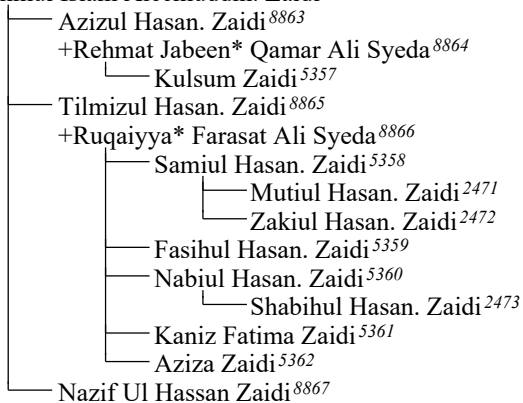 Azizul Hasan. Zaidi 8863
+Rehmat Jabeen* Qamar Ali Syeda 8864
Kulsum Zaidi 5357
Tilmizul Hasan. Zaidi 8865
+Ruqaiyya* Farasat Ali Syeda 8866
Samiul Hasan. Zaidi 5358
Mutiul Hasan. Zaidi 2471
Zakiul Hasan. Zaidi 2472
Fasihul Hasan. Zaidi 5359
Nabiul Hasan. Zaidi 5360
Shabihul Hasan. Zaidi 2473
Kaniz Fatima Zaidi 5361
Aziza Zaidi 5362
Nazif Ul Hassan Zaidi 8867